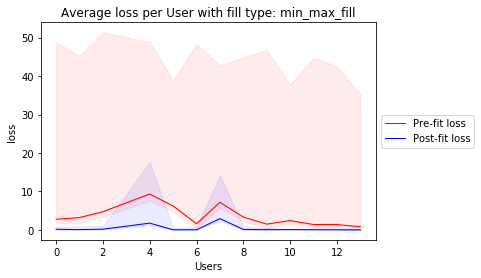 Average loss per User with fill type: min_max_fill
50
40
30
20
10
0
loss
0
2
4
6
8
10
12
Users
Pre-fit loss
Post-fit loss